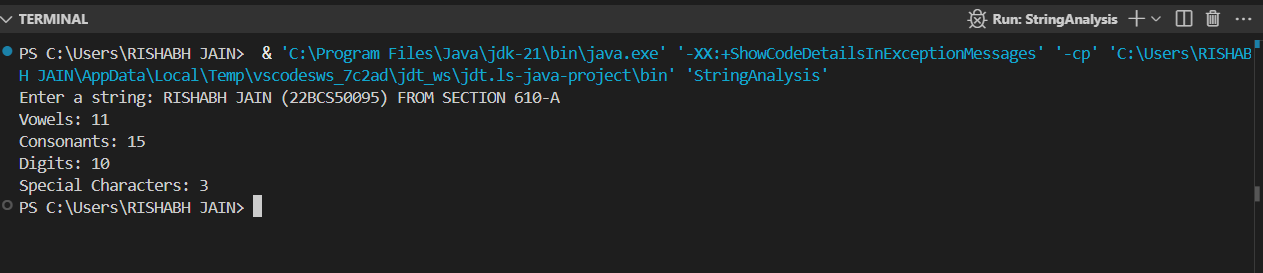 TERMINAL
Run: StringAnalysis
PS C:\Users\RISHABH JAIN>  & 'C:\Program Files\Java\jdk-21\bin\java.exe' '-XX:+ShowCodeDetailsInExceptionMessages' '-cp' 'C:\Users\RISHAB
H JAIN\AppData\Local\Temp\vscodesws_7c2ad\jdt_ws\jdt.ls-java-project\bin' 'StringAnalysis'
Enter a string: RISHABH JAIN (22BCS50095) FROM SECTION 610-A
Vowels: 11
Consonants: 15
Digits: 10
Special Characters: 3
PS C:\Users\RISHABH JAIN>